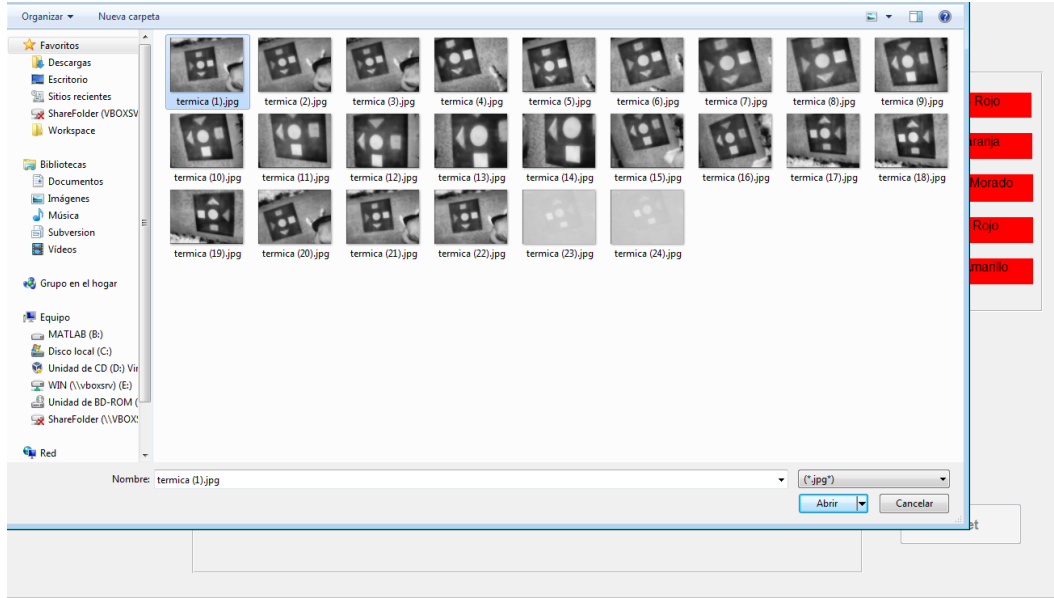 Organizar Nueva carpeta
Favoritos
Descargas
Escritorio
Sitios recientes
ShareFolder (VBOXSV
Workspace
Bibliotecas
Documentos
Imágenes
Música
Subversion
Vídeos
Grupo en el hogar
Equipo
MATLAB (B:)
Disco local (C:)
Unidad de CD (D:) Vir
WIN (\\vboxsrv) (E:)
Unidad de BD-ROM (
ShareFolder (\\VBOX
Red
termica (1).jpg termica (2).jpg termica (3).jpg termica (4).jpg termica (5).jpg termica (6).jpg termica (7).jpg termica (8).jpg termica (9).jpg
termica (10).jpg termica (11).jpg termica (12).jpg termica (13).jpg termica (14).jpg termica (15).jpg termica (16).jpg termica (17).jpg termica (18).jpg
termica (19).jpg termica (20).jpg termica (21).jpg termica (22).jpg termica (23).jpg termica (24).jpg
Nombre: termica (1).jpg (*.jpg*)
Abrir Cancelar
Rojo
aranja
Morado
Rojo
marillo
et